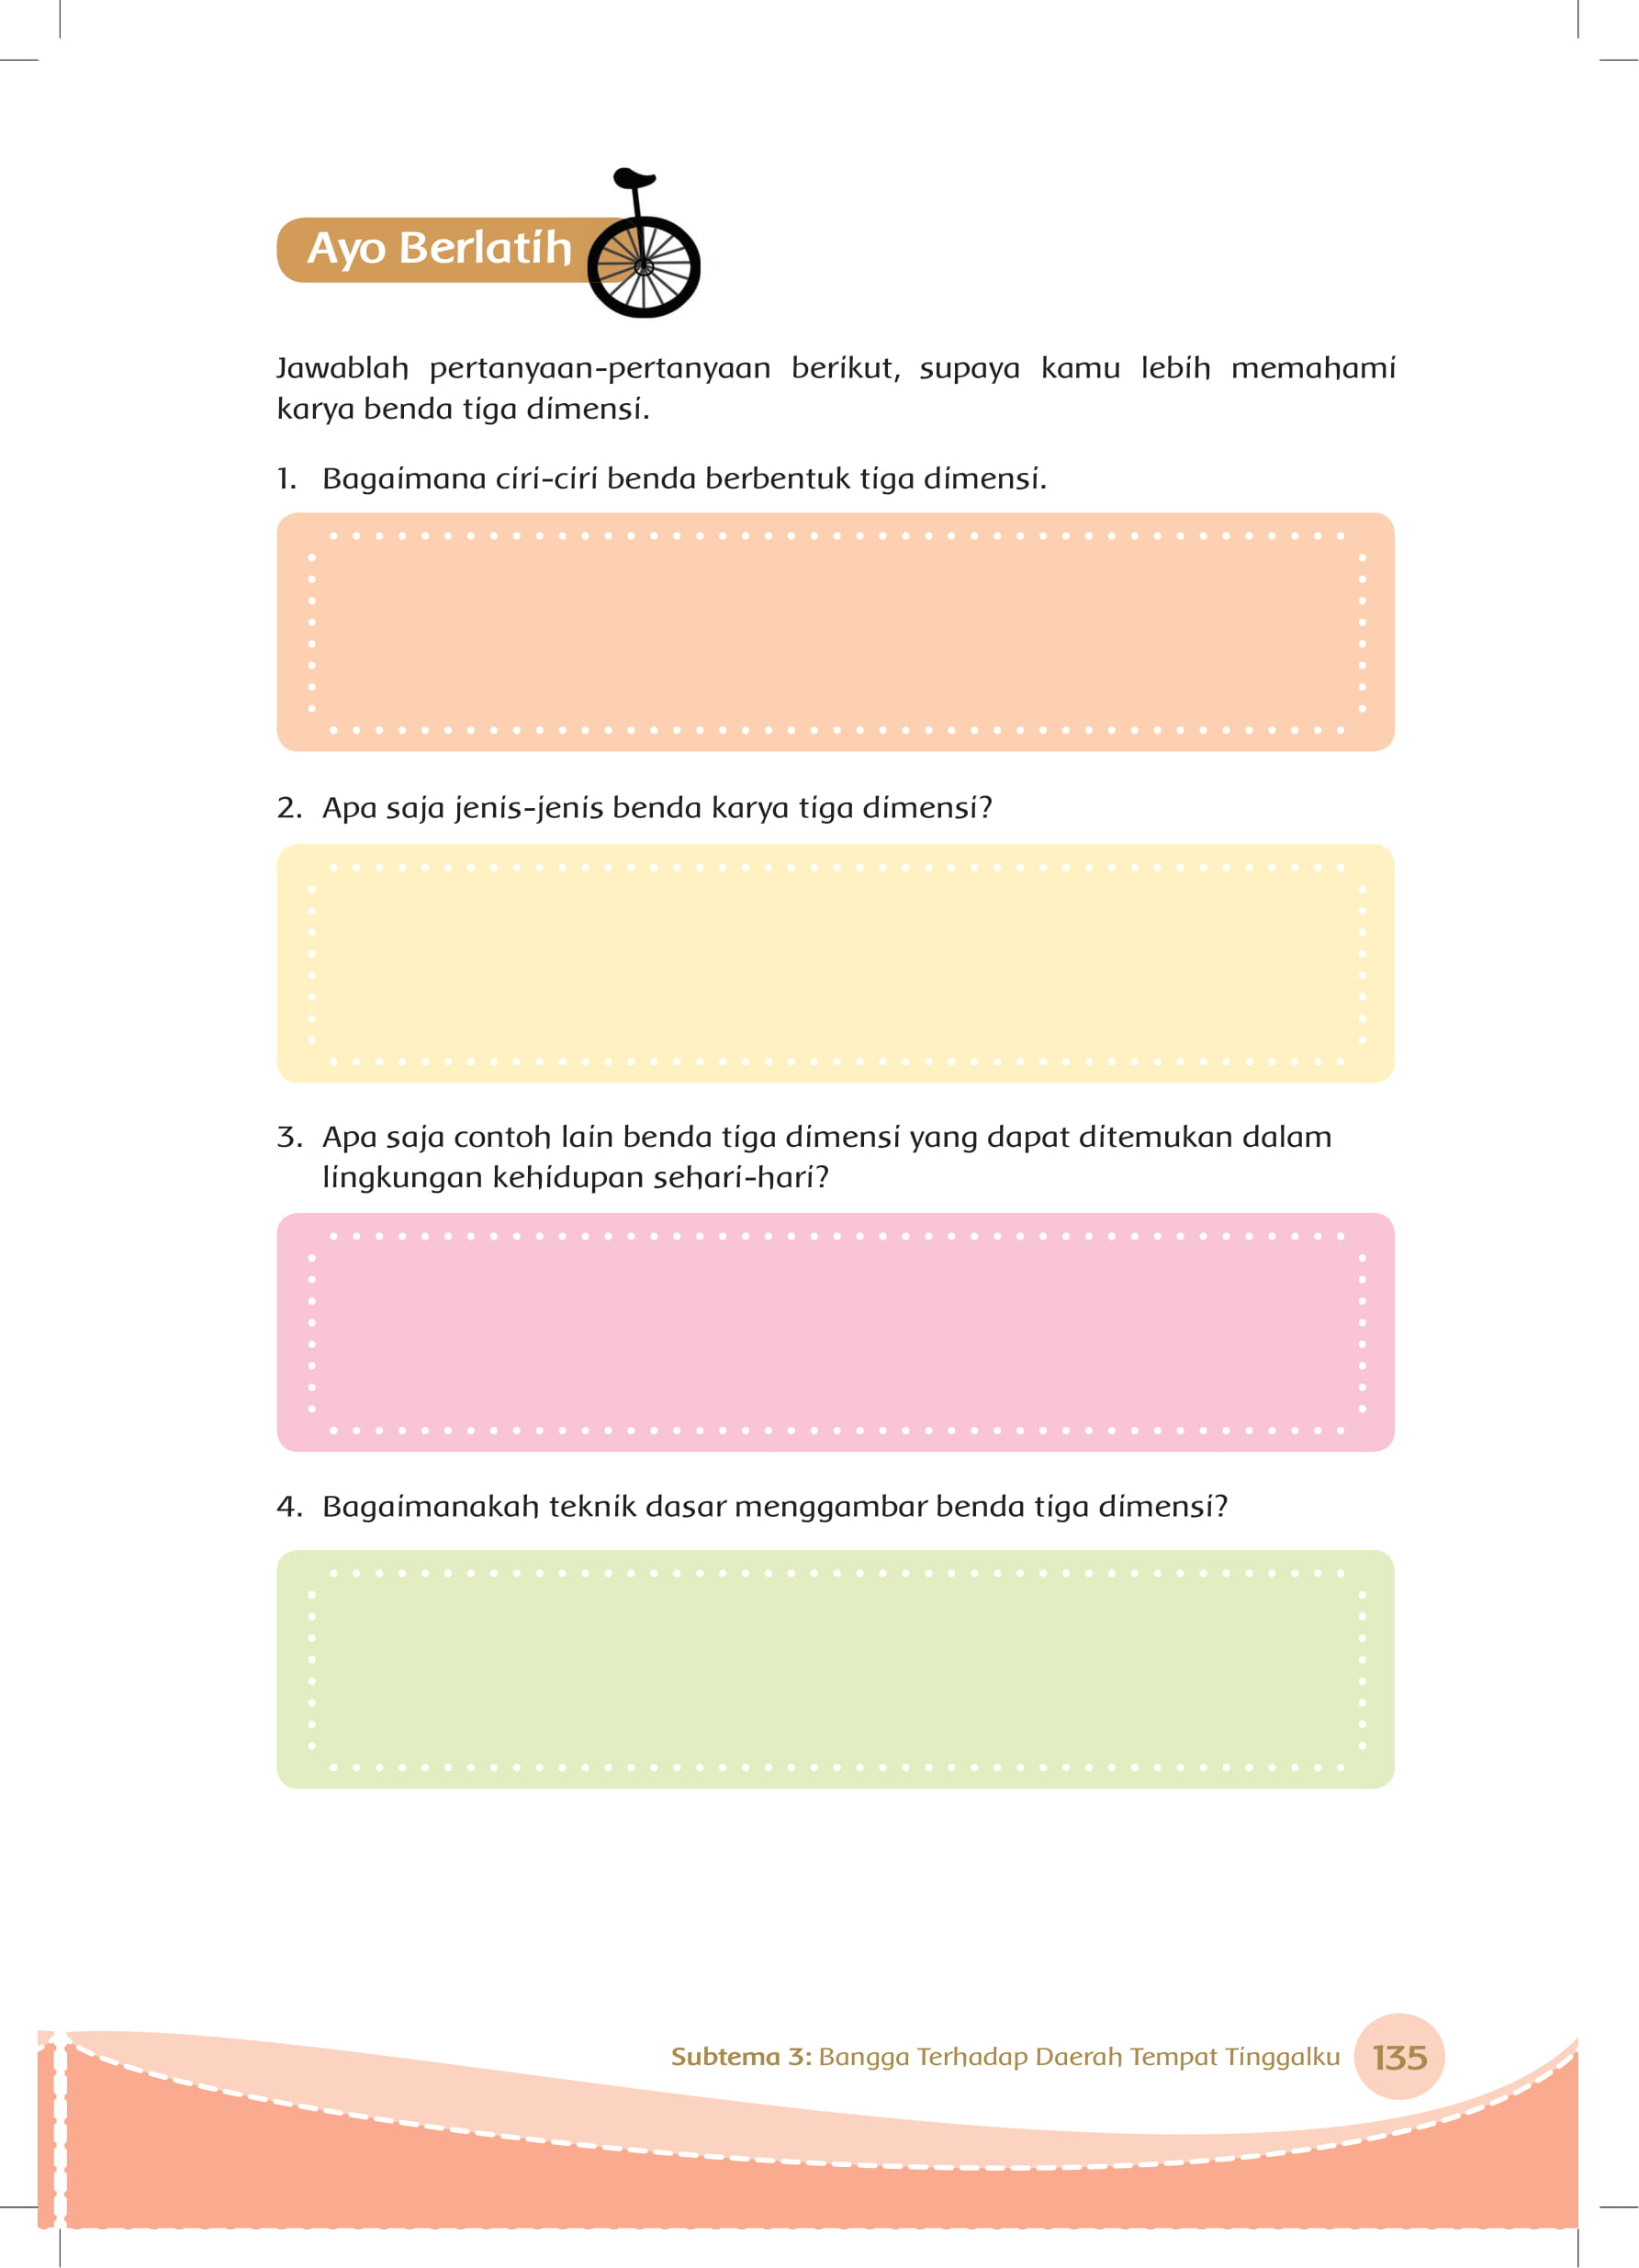 Ayo Berlatih
Jawablah pertanyaan-pertanyaan berikut, supaya kamu lebih memahami
karya benda tiga dimensi.
1. Bagaimana ciri-ciri benda berbentuk tiga dimensi.
2. Apa saja jenis-jenis benda karya tiga dimensi?
3. Apa saja contoh lain benda tiga dimensi yang dapat ditemukan dalam
lingkungan kehidupan sehari-hari?
4. Bagaimanakah teknik dasar menggambar benda tiga dimensi?
Subtema 3: Bangga Terhadap Daerah Tempat Tinggalku 135